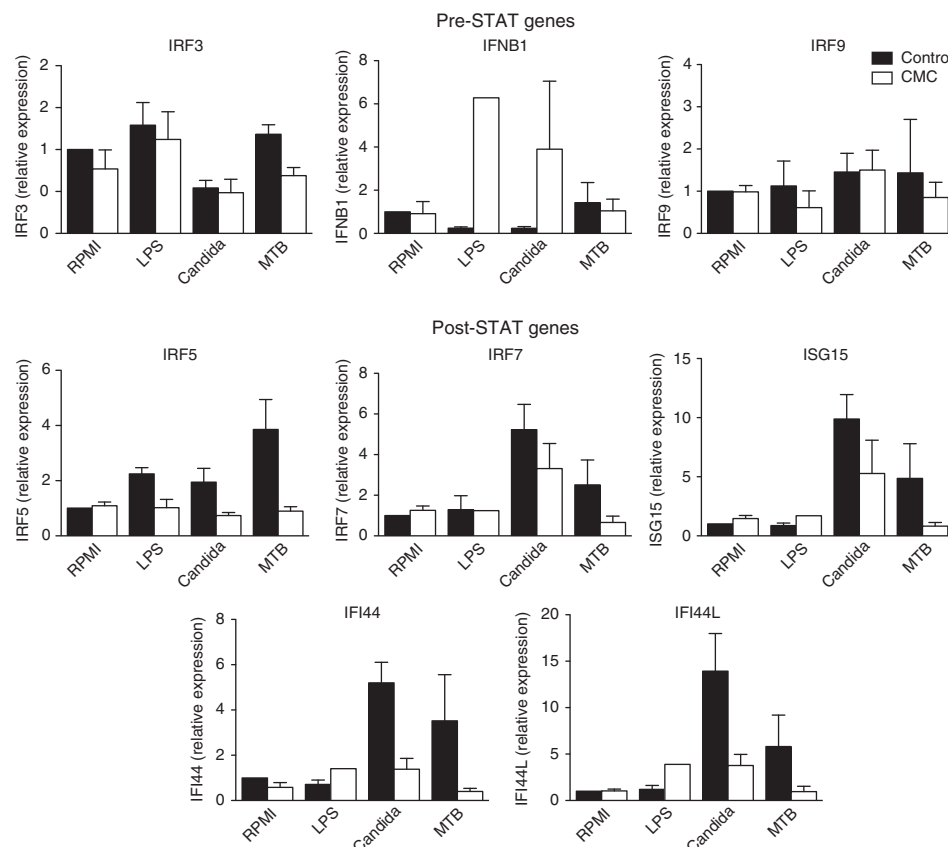 Pre-STAT genes
IRF3
IRF3 (relative expression)
2
2
1
0
0
RPMI
LPS
Candida
MTB
IFNB1
IFNB1 (relative expression)
8
6
4
2
0
RPMI
LPS
Candida
MTB
IRF9
IRF9 (relative expression)
4
3
2
1
0
RPMI
LPS
Candida
MTB
Control
CMC
Post-STAT genes
IRF5
IRF5 (relative expression)
6
4
2
0
RPMI
LPS
Candida
MTB
IRF7
IRF7 (relative expression)
8
6
4
2
0
RPMI
LPS
Candida
MTB
ISG15
ISG15 (relative expression)
15
10
5
0
RPMI
LPS
Candida
MTB
IFI44
IFI44 (relative expression)
8
6
4
2
0
RPMI
LPS
Candida
MTB
IFI44L
IFI44L (relative expression)
20
15
10
5
0
RPMI
LPS
Candida
MTB